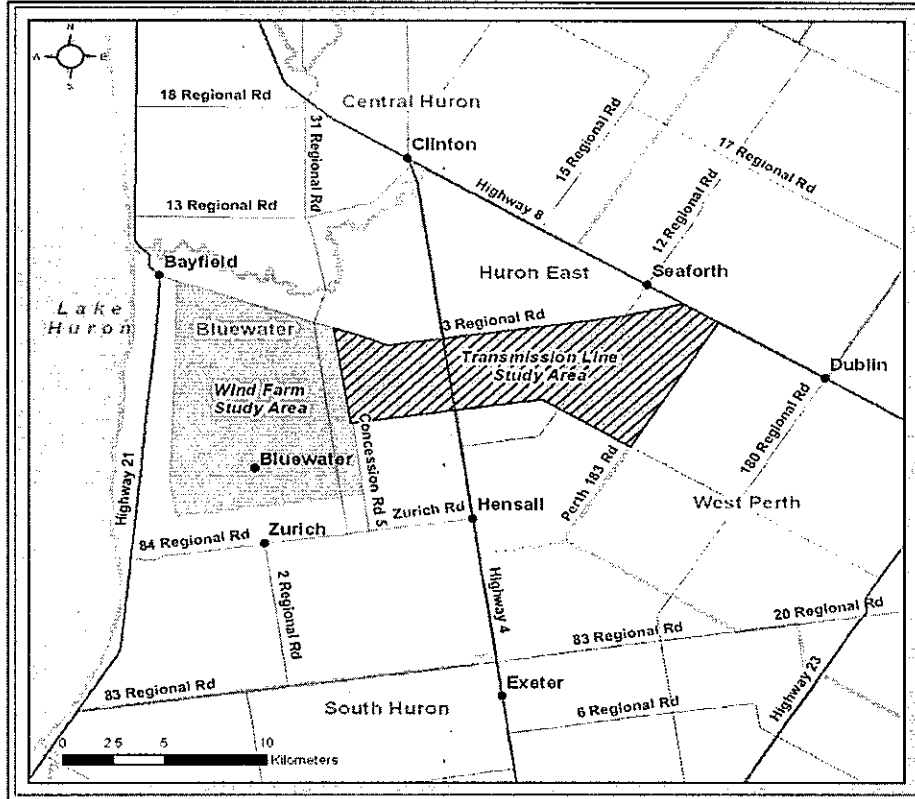 N
A
E
S
18 Regional Rd
Central Huron
31 Regional Rd
Clinton
15 Regional Rd
17 Regional Rd
Highway 8
12 Regional Rd
13 Regional Rd
Bayfield
Huron East
Seaforth
Lake
Huron
Bluewater
3 Regional Rd
Transmission Line
Study Area
Dublin
Wind Farm
Study Area
Concession Rd 5
Bluewater
Highway 21
Perth 183 Rd
180 Regional Rd
West Perth
Zurich Rd
Hensall
84 Regional Rd
Zurich
2 Regional Rd
Highway 4
20 Regional Rd
83 Regional Rd
83 Regional Rd
Highway 23
Exeter
6 Regional Rd
South Huron
0 2.5 5 10
Kilometers